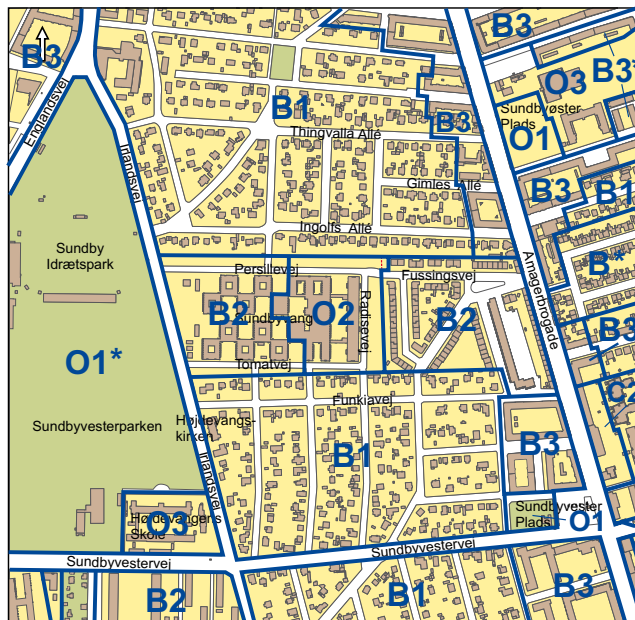 B3
B3
B3*
O3
Englandsvej
B1
Sundbyøster
Plads
O1
B3
Thingvalla Allé
Irlandsvej
B3
B1
Gimles Allé
Ingolfs Allé
Sundby
Idrætspark
Amagerbrogade
B*
Persillevej
Fussingsvej
B2
Sundbyvang
O2
Radisevej
B2
B3
O1*
Tomatvej
C2
Funkiavej
Sundbyvesterparken
Højdevangs-
kirken
B1
B3
Irlandsvej
O3
Højdevangens
Skole
Sundbyvester
Plads
O1
Sundbyvestervej
Sundbyvestervej
B2
B1
B3